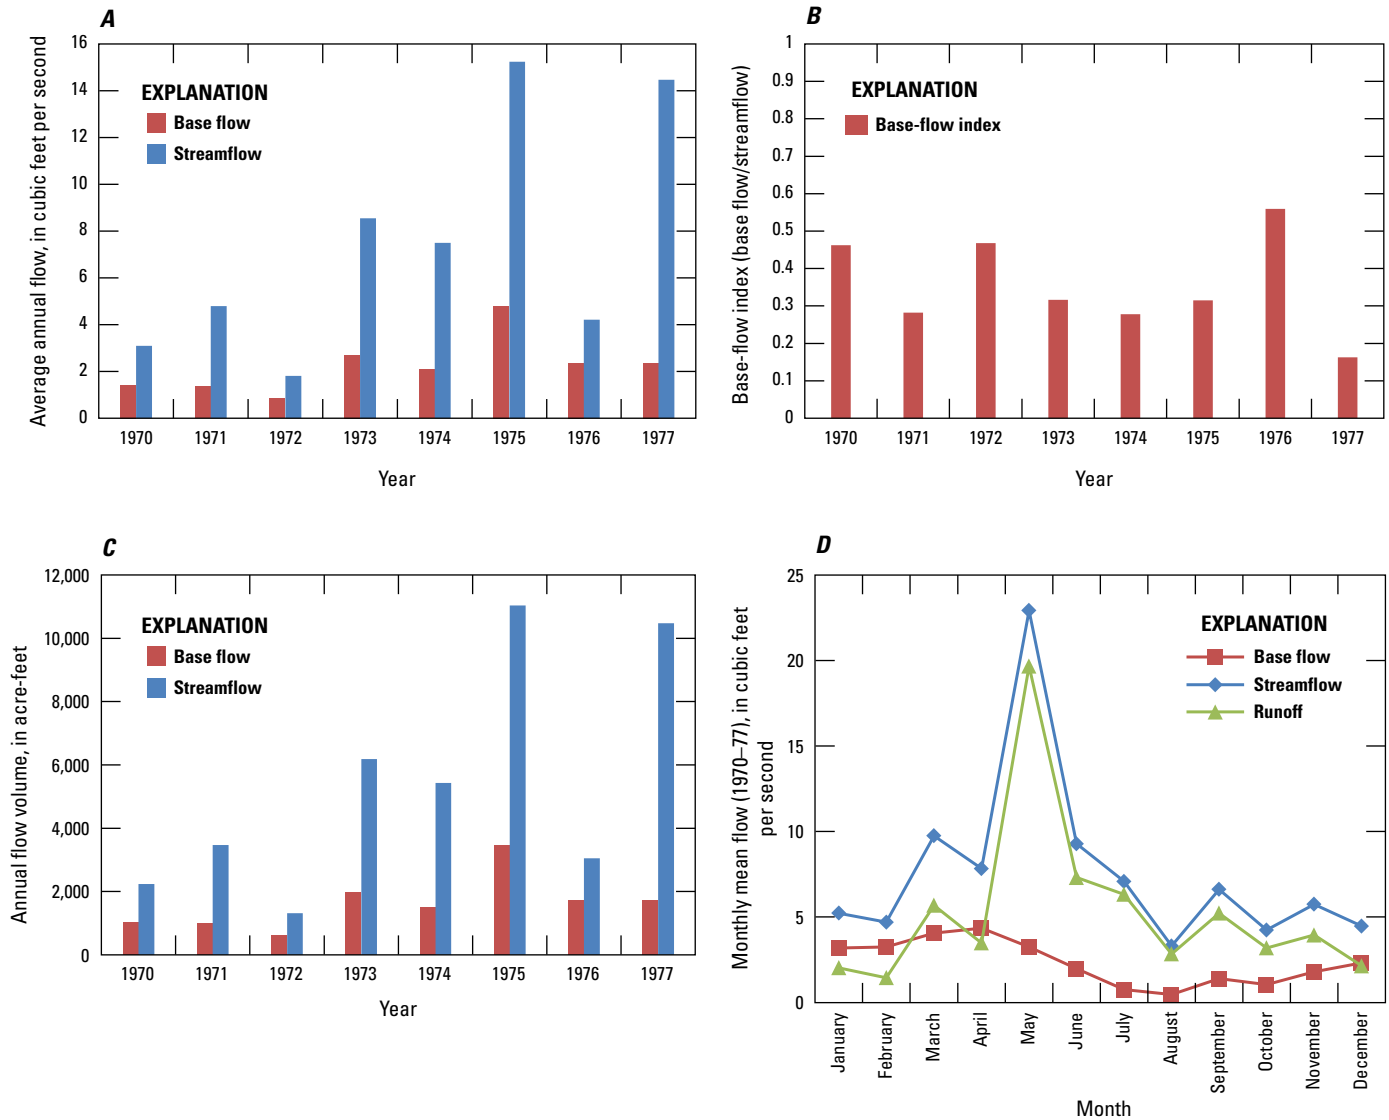 A
Average annual flow, in cubic feet per second
16
14
12
10
8
6
4
2
0
EXPLANATION
Base flow
Streamflow
1970 1971 1972 1973 1974 1975 1976 1977
Year
B
Base-flow index (base flow/streamflow)
1
0.9
0.8
0.7
0.6
0.5
0.4
0.3
0.2
0.1
0
EXPLANATION
Base-flow index
1970 1971 1972 1973 1974 1975 1976 1977
Year
C
Annual flow volume, in acre-feet
12,000
10,000
8,000
6,000
4,000
2,000
0
EXPLANATION
Base flow
Streamflow
1970 1971 1972 1973 1974 1975 1976 1977
Year
D
Monthly mean flow (1970–77), in cubic feet
per second
25
20
15
10
5
0
EXPLANATION
Base flow
Streamflow
Runoff
January
February
March
April
May
June
July
August
September
October
November
December
Month